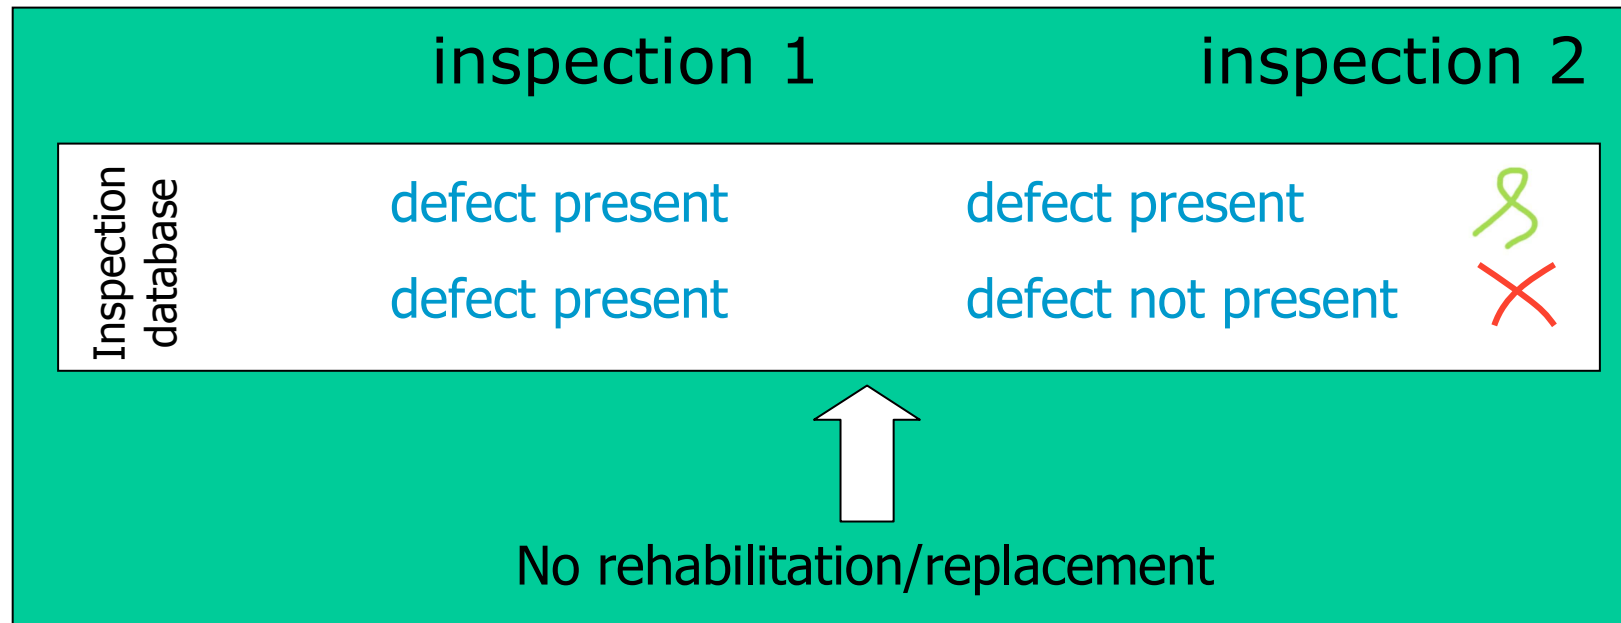 inspection 1 inspection 2
Inspection
database
defect present defect present
defect present defect not present
No rehabilitation/replacement